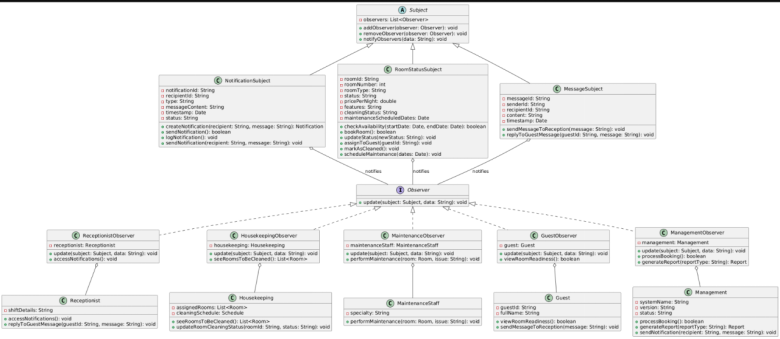 A Subject
observers: List<Observer>
addObserver(observer: Observer): void
removeObserver(observer: Observer): void
notifyObservers(data: String): void
C NotificationSubject
notificationId: String
recipientId: String
type: String
messageContent: String
timestamp: Date
status: String
createNotification(recipient: String, message: String): Notification
sendNotification(): boolean
logNotification(): void
sendNotification(recipient: String, message: String): void
C RoomStatusSubject
roomId: String
roomNumber: int
roomType: String
status: String
pricePerNight: double
features: String
cleaningStatus: String
maintenanceScheduledDates: Date
checkAvailability(startDate: Date, endDate: Date): boolean
bookRoom(): boolean
updateStatus(newStatus: String): void
assignToGuest(guestId: String): void
markAsCleaned(): void
scheduleMaintenance(dates: Date): void
C MessageSubject
messageId: String
senderId: String
recipientId: String
content: String
timestamp: Date
sendMessageToReception(message: String): void
replyToGuestMessage(guestId: String, message: String): void
notifies
notifies
notifies
I Observer
update(subject: Subject, data: String): void
C ReceptionistObserver
receptionist: Receptionist
update(subject: Subject, data: String): void
accessNotifications(): void
C HousekeepingObserver
housekeeping: Housekeeping
update(subject: Subject, data: String): void
seeRoomsToBeCleaned(): List<Room>
C MaintenanceObserver
maintenanceStaff: MaintenanceStaff
update(subject: Subject, data: String): void
performMaintenance(room: Room, issue: String): void
C GuestObserver
guest: Guest
update(subject: Subject, data: String): void
viewRoomReadiness(): boolean
C ManagementObserver
management: Management
update(subject: Subject, data: String): void
processBooking(): boolean
generateReport(reportType: String): Report
C Receptionist
shiftDetails: String
accessNotifications(): void
replyToGuestMessage(guestId: String, message: String): void
C Housekeeping
assignedRooms: List<Room>
cleaningSchedule: Schedule
seeRoomsToBeCleaned(): List<Room>
updateRoomCleaningStatus(roomId: String, status: String): void
C MaintenanceStaff
specialty: String
performMaintenance(room: Room, issue: String): void
C Guest
guestId: String
fullName: String
viewRoomReadiness(): boolean
sendMessageToReception(message: String): void
C Management
systemName: String
version: String
status: String
processBooking(): boolean
generateReport(reportType: String): Report
sendNotification(recipient: String, message: String): void